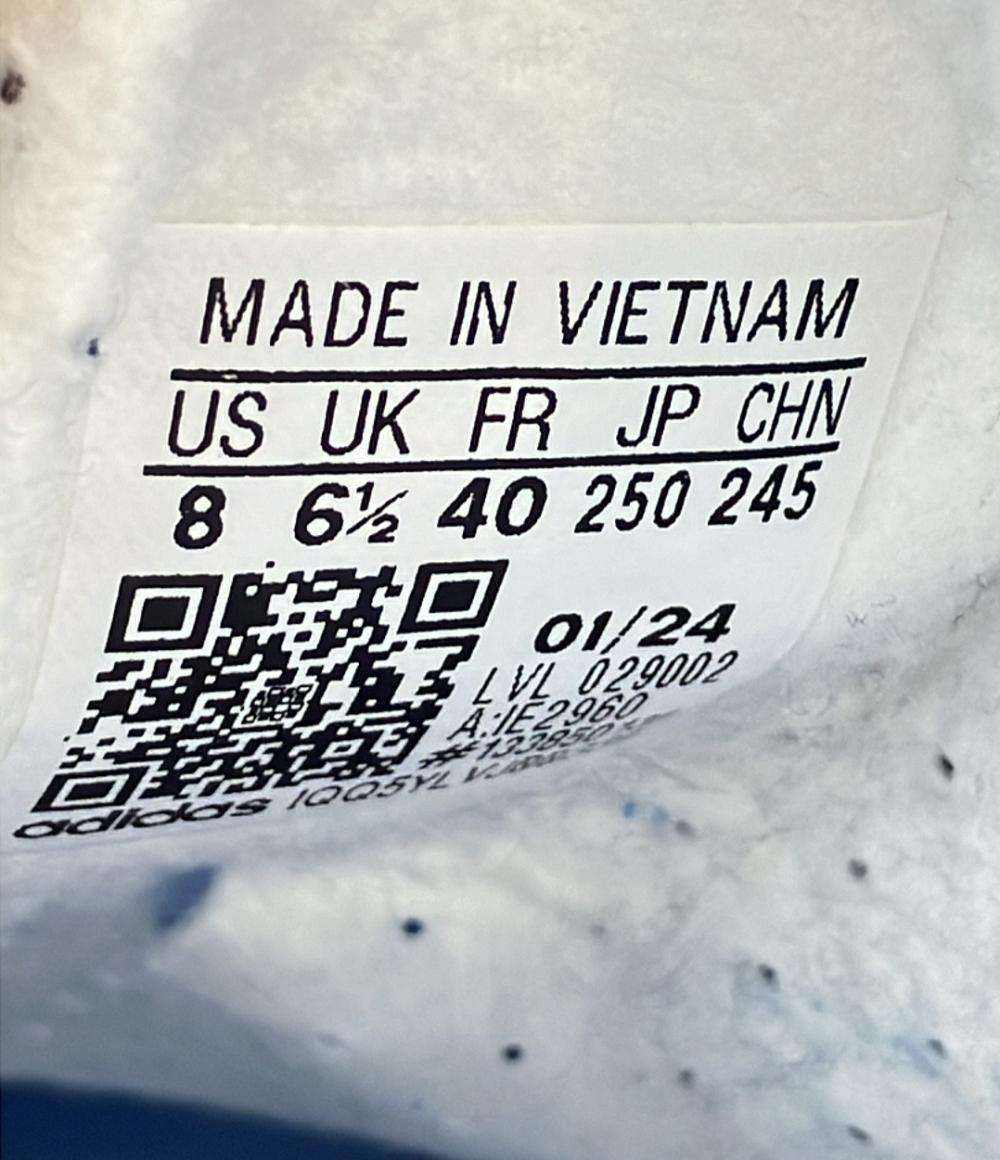 MADE IN VIETNAM
US UK FR JP CHN
8 6½ 40 250 245
01/24
LVL 029002
A:IE2960
adidas IQQ5YL